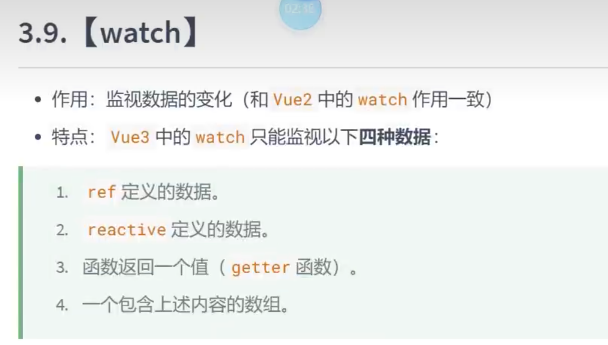 02:48
3.9.【watch】
• 作用：监视数据的变化（和 Vue2 中的 watch 作用一致）
• 特点： Vue3 中的 watch 只能监视以下四种数据：
1. ref 定义的数据。
2. reactive 定义的数据。
3. 函数返回一个值（ getter 函数）。
4. 一个包含上述内容的数组。